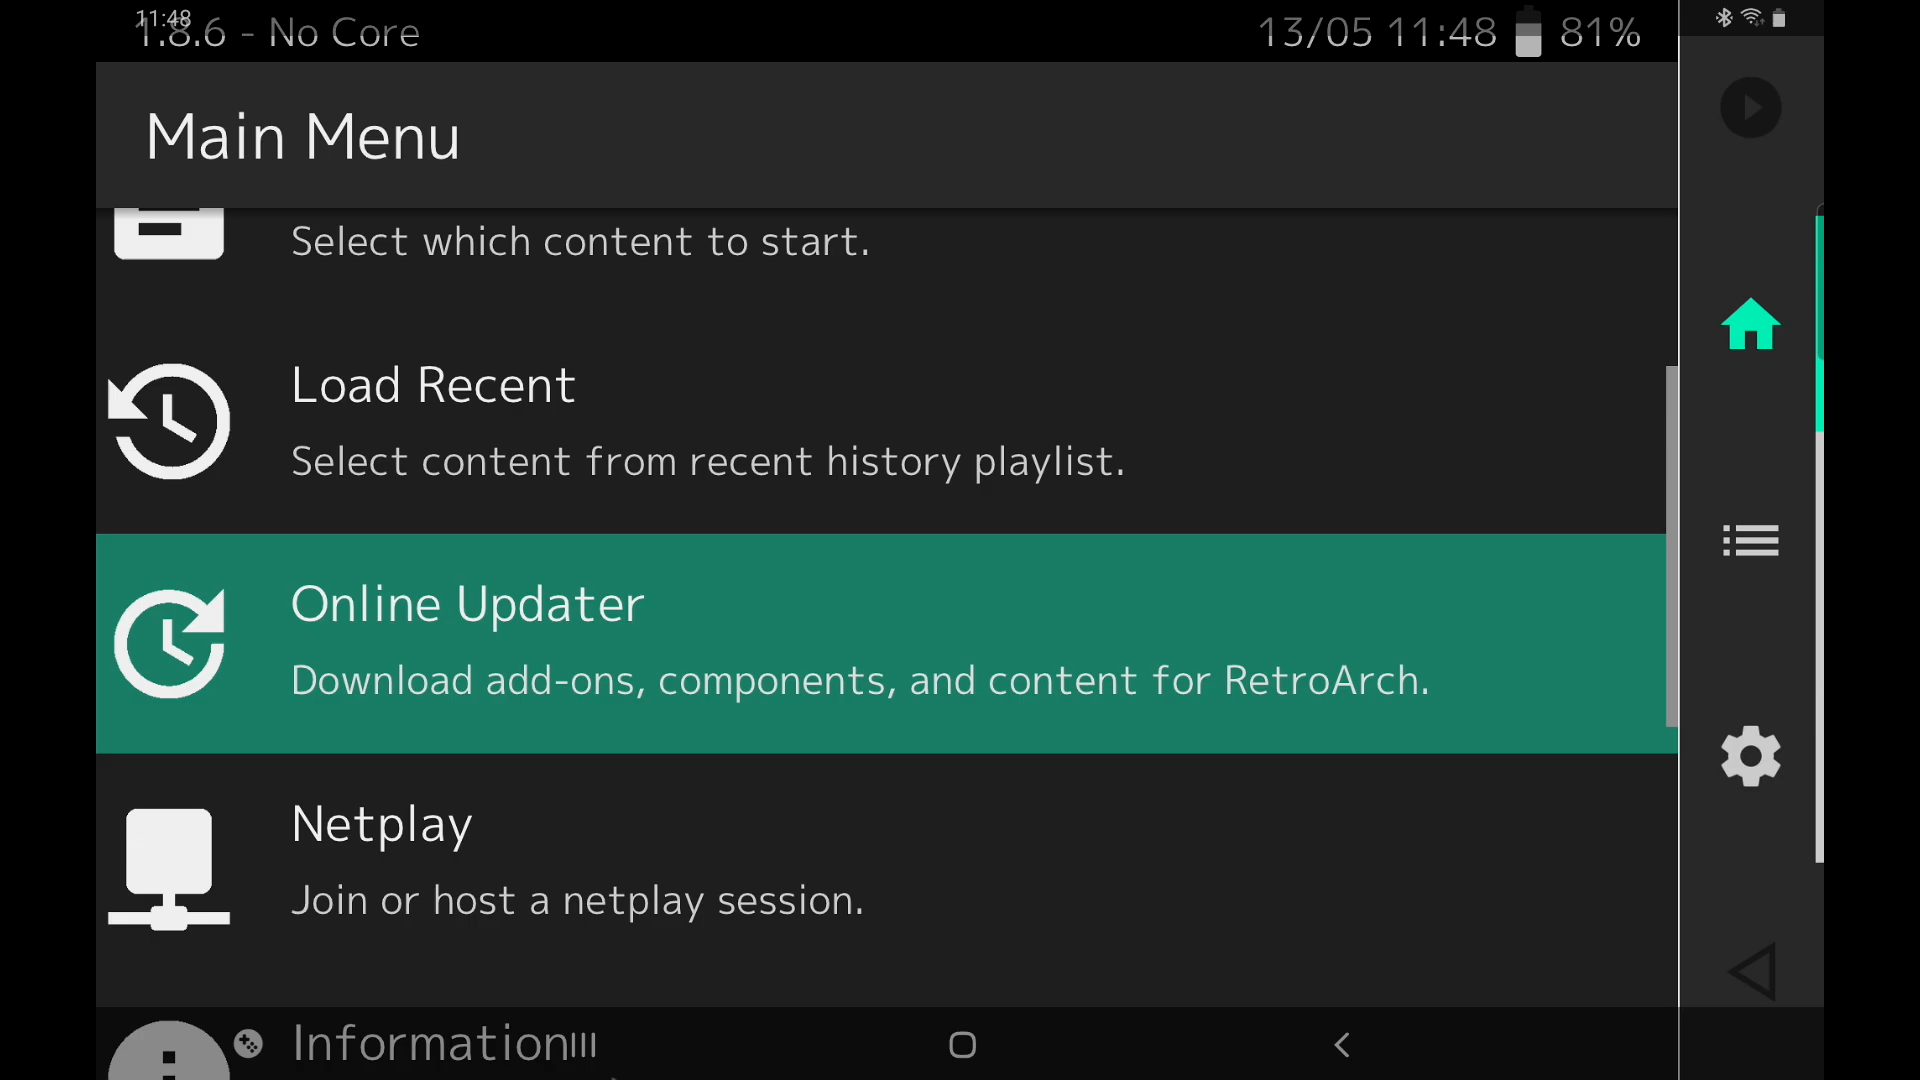 11:48
1.8.6 - No Core
13/05 11:48 81%
Main Menu
Select which content to start.
Load Recent
Select content from recent history playlist.
Online Updater
Download add-ons, components, and content for RetroArch.
Netplay
Join or host a netplay session.
Information